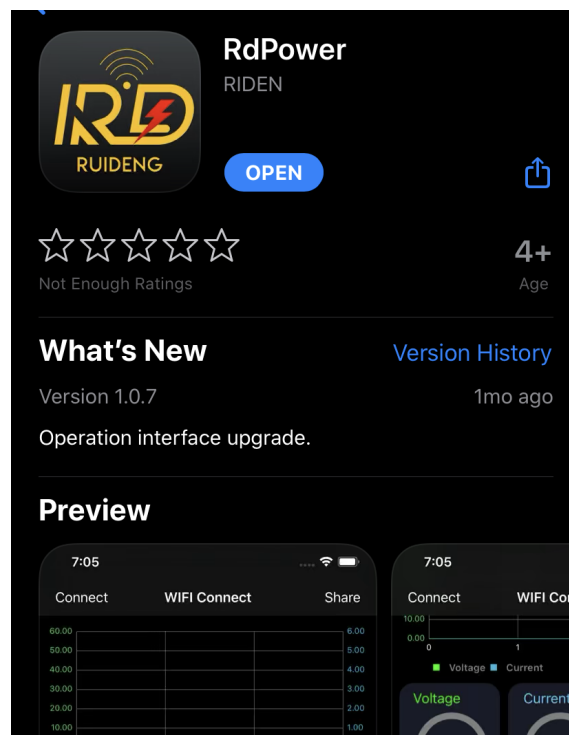 RdPower
RIDEN
RD
RUIDENG
OPEN
4+
Not Enough Ratings
Age
What's New
Version History
Version 1.0.7
1mo ago
Operation interface upgrade.
Preview
7:05
Connect
WIFI Connect
Share
60.00
6.00
50.00
5.00
40.00
4.00
30.00
3.00
20.00
2.00
10.00
1.00
7:05
Connect
WIFI Co
10.00
0.00
0
1
Voltage
Current
Voltage
Current